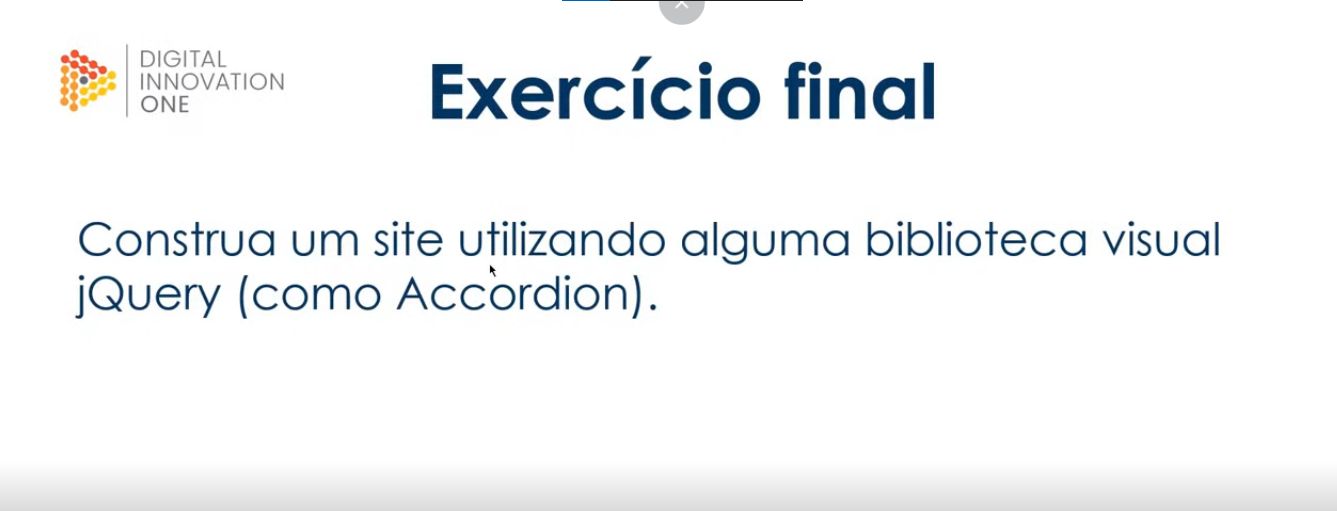 DIGITAL
INNOVATION
ONE
Exercício final
Construa um site utilizando alguma biblioteca visual
jQuery (como Accordion).